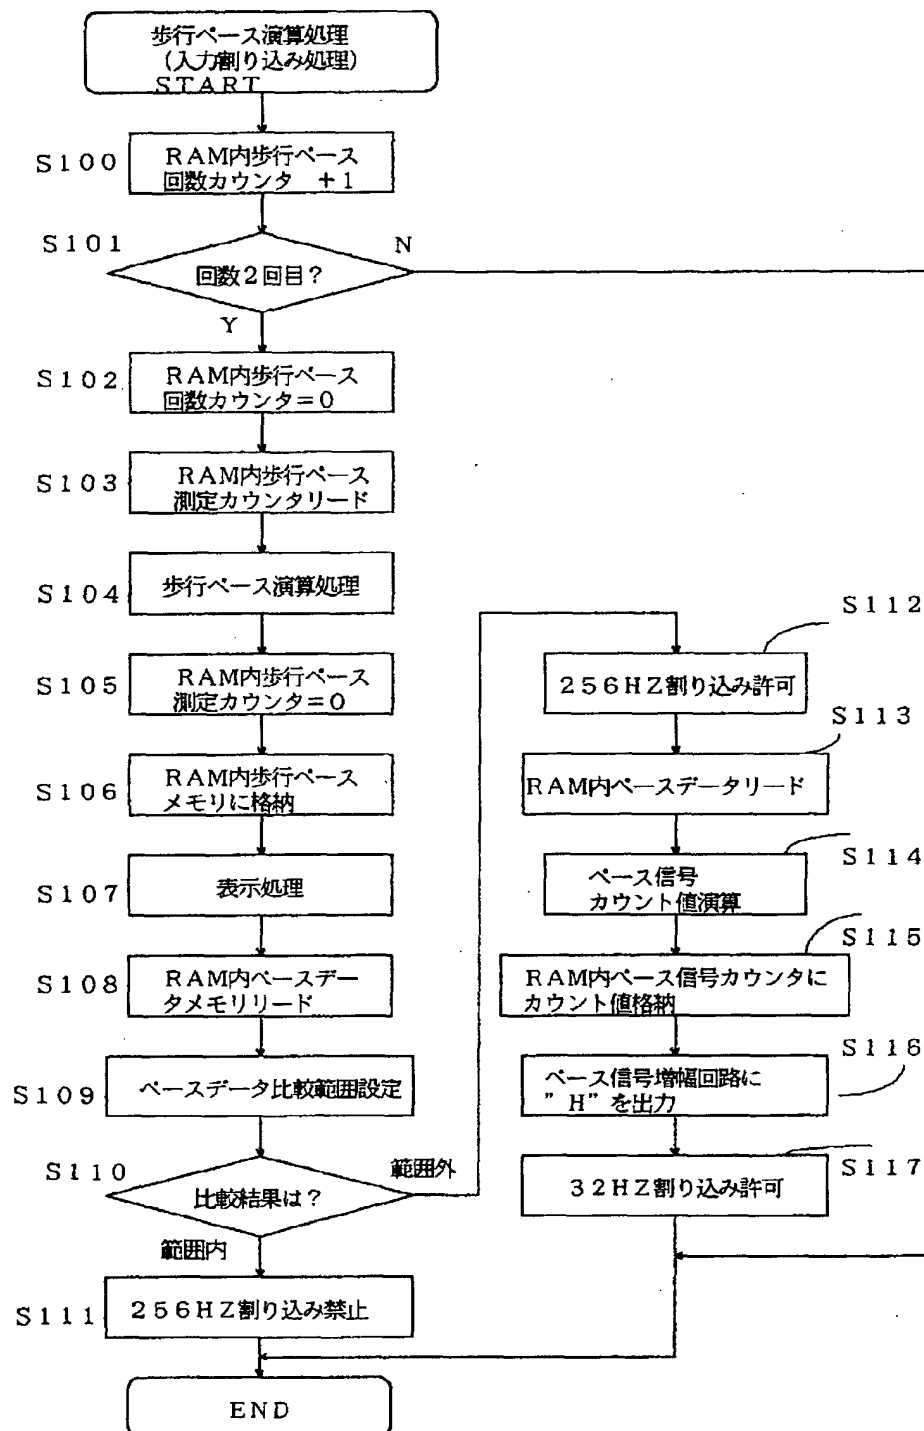 歩行ペース演算処理
(入力割り込み処理)
START
S100
RAM内歩行ペース
回数カウンタ +1
S101
N
回数2回目?
Y
S102
RAM内歩行ペース
回数カウンタ=0
S103
RAM内歩行ペース
測定カウンタリード
S104
歩行ペース演算処理
S105
RAM内歩行ペース
測定カウンタ=0
S106
RAM内歩行ペース
メモリに格納
S107
表示処理
S108
RAM内ペースデー
タメモリリード
S109
ペースデータ比較範囲設定
S110
範囲外
比較結果は?
範囲内
S111
256HZ割り込み禁止
END
S112
256HZ割り込み許可
S113
RAM内ペースデータリード
S114
ペース信号
カウント値演算
S115
RAM内ペース信号カウンタに
カウント値格納
S116
ペース信号増幅回路に
"H"を出力
S117
32HZ割り込み許可